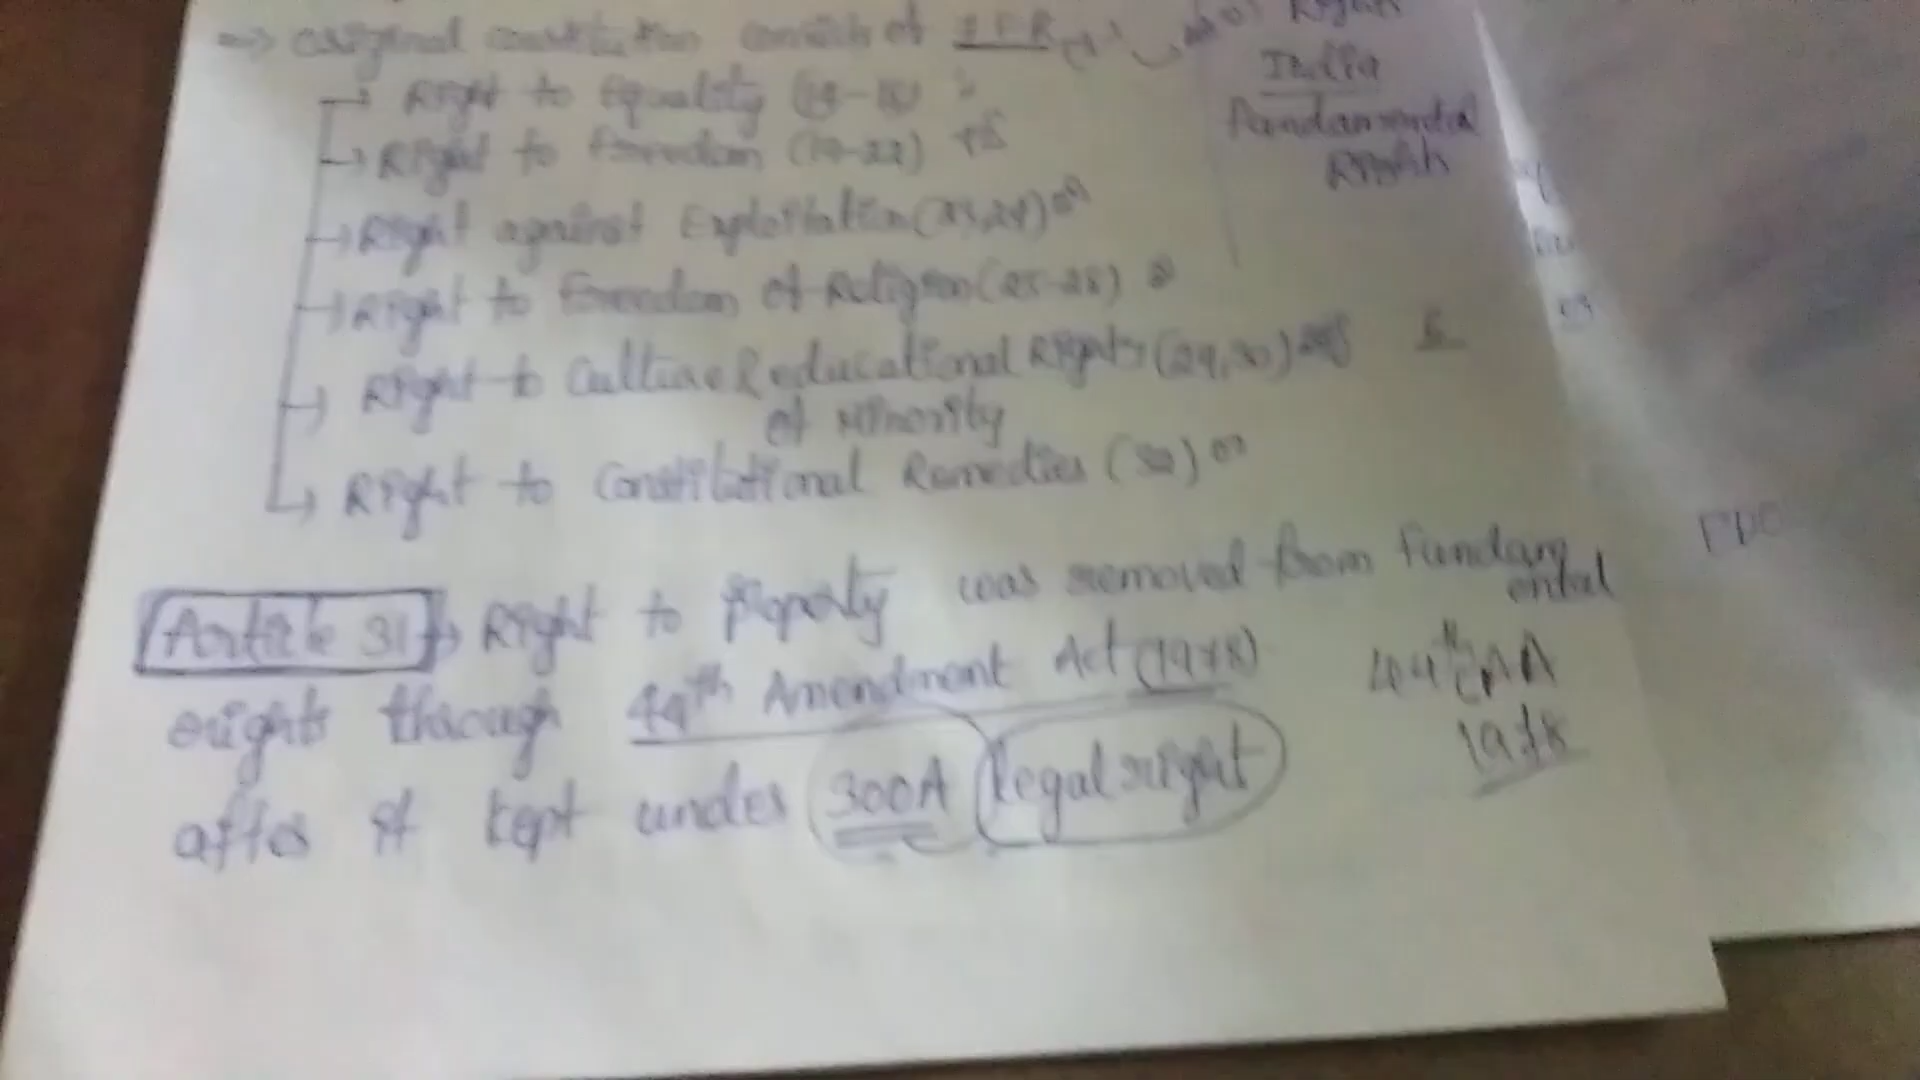 => original constitution consists of 7 FR
India
Fundamental
Rights
→ Right to Equality (14-18)
→ Right to freedom (19-22)
→ Right against Exploitation (23,24)
→ Right to freedom of Religion (25-28)
→ Right to Culture & educational Rights (29,30)
of Minority
6
→ Right to Constitutional Remedies (32)
Article 31 → Right to property was removed from fundam
ental
rights through 44th Amendment Act (1978)
44th CAA
1978
after it kept under 300A legal right